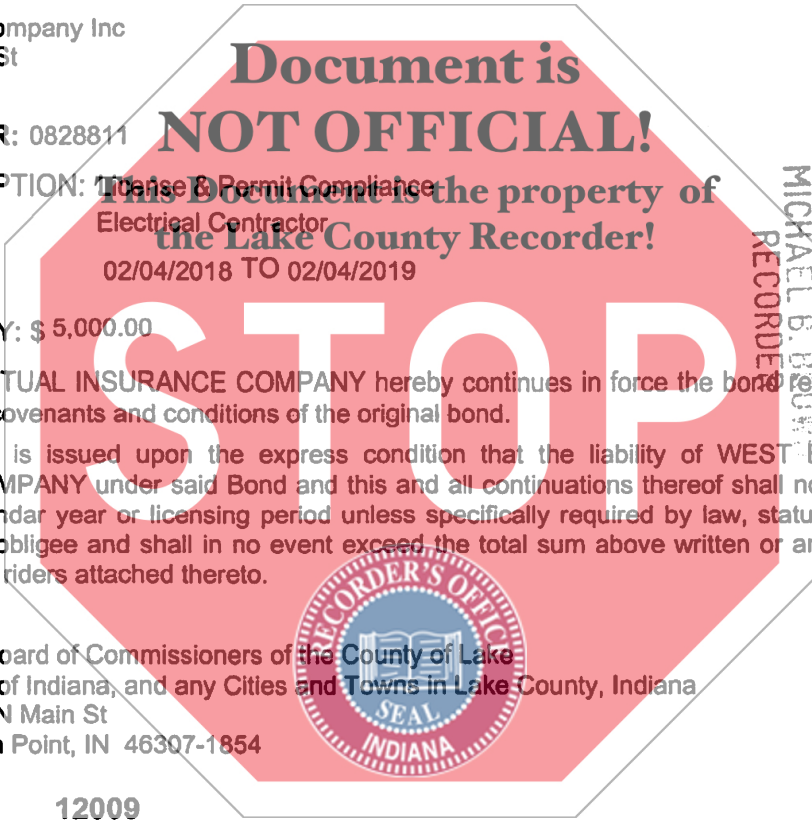 ompany Inc
St
R: 0828811
Document is
NOT OFFICIAL!
This Document is the property of
the Lake County Recorder!
PTION: License & Permit Compliance
Electrical Contractor
02/04/2018 TO 02/04/2019
MICHAEL B. BROWN
RECORDER
Y: $ 5,000.00
STOP
TUAL INSURANCE COMPANY hereby continues in force the bond re
ovenants and conditions of the original bond.
is issued upon the express condition that the liability of WEST B
MPANY under said Bond and this and all continuations thereof shall no
ndar year or licensing period unless specifically required by law, statu
obligee and shall in no event exceed the total sum above written or an
riders attached thereto.
RECORDER'S OFFICE
SEAL
INDIANA
oard of Commissioners of the County of Lake
of Indiana, and any Cities and Towns in Lake County, Indiana
N Main St
n Point, IN 46307-1854
12009